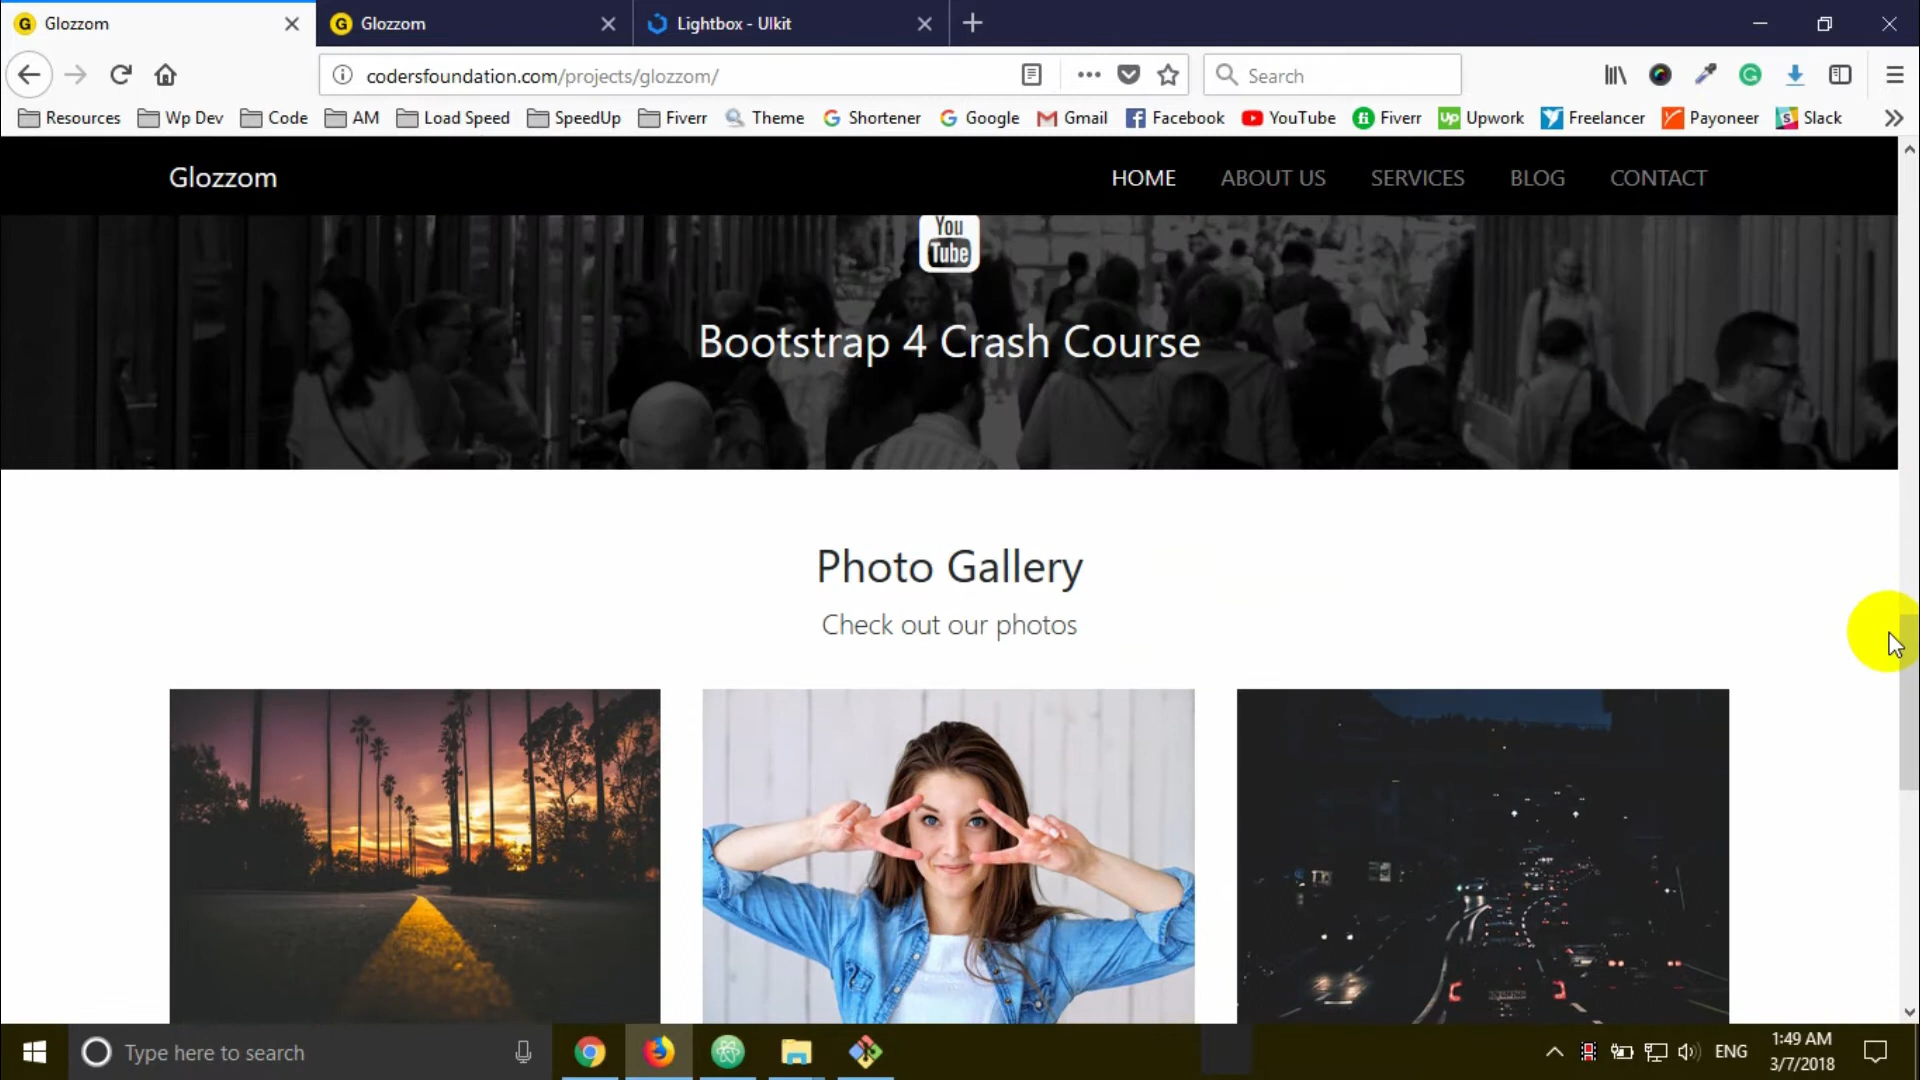 G Glozzom
G Glozzom
Lightbox - UIkit
codersfoundation.com/projects/glozzom/
Search
Resources Wp Dev Code AM Load Speed SpeedUp Fiverr Theme Shortener Google Gmail Facebook YouTube fi Fiverr Up Upwork Freelancer Payoneer Slack
Glozzom
HOME ABOUT US SERVICES BLOG CONTACT
You
Tube
Bootstrap 4 Crash Course
Photo Gallery
Check out our photos
Type here to search
ENG
1:49 AM
3/7/2018